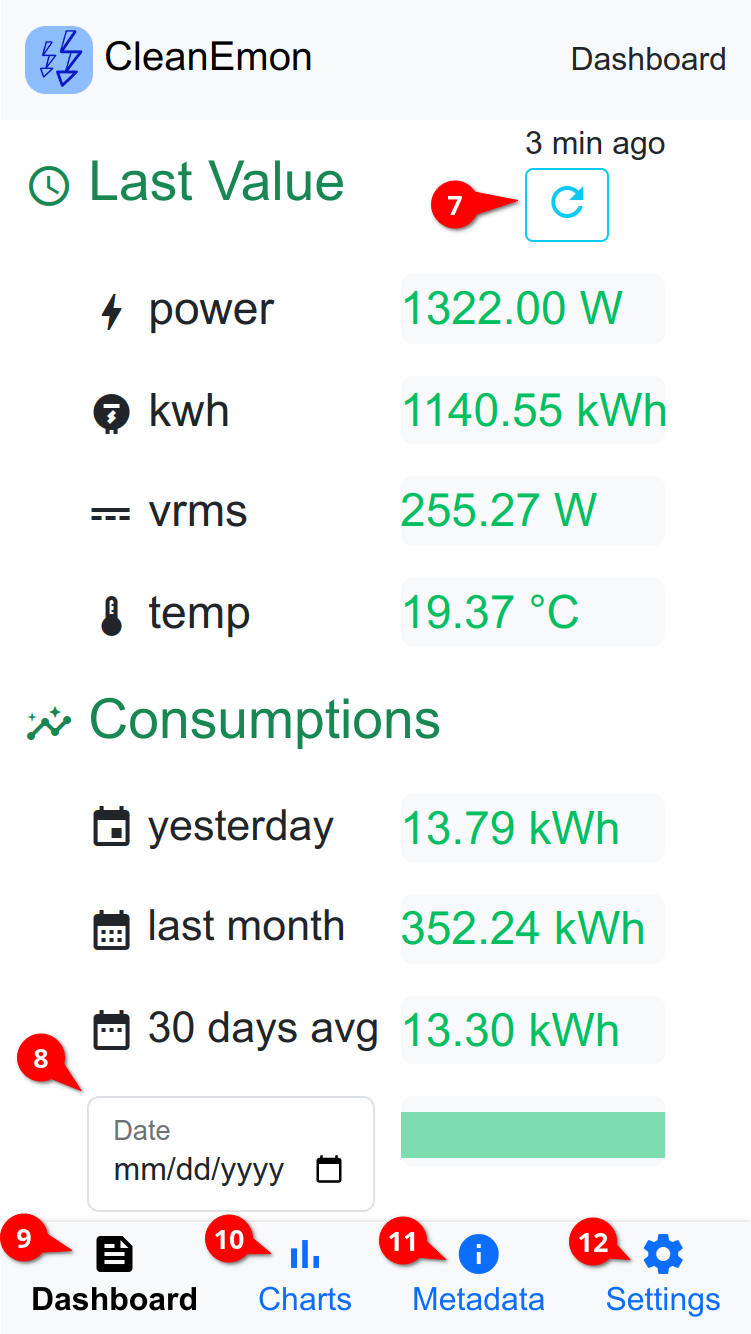 CleanEmon
Dashboard
3 min ago
Last Value
7
power
1322.00 W
kwh
1140.55 kWh
vrms
255.27 W
temp
19.37 °C
Consumptions
yesterday
13.79 kWh
last month
352.24 kWh
30 days avg
13.30 kWh
8
Date
mm/dd/yyyy
9
Dashboard
10
Charts
11
Metadata
12
Settings